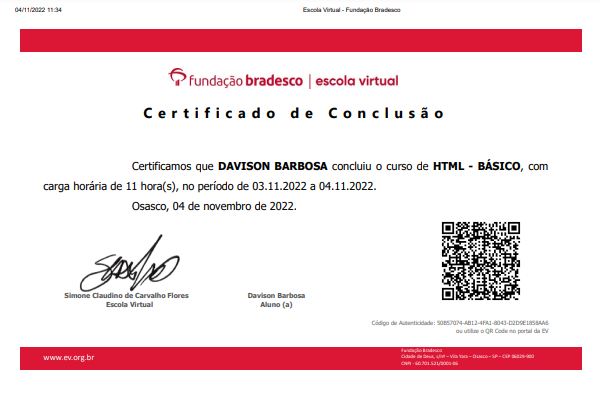 04/11/2022 11:34
Escola Virtual - Fundação Bradesco
fundação bradesco | escola virtual
Certificado de Conclusão
Certificamos que DAVISON BARBOSA concluiu o curso de HTML - BÁSICO, com
carga horária de 11 hora(s), no período de 03.11.2022 a 04.11.2022.
Osasco, 04 de novembro de 2022.
Simone Claudino de Carvalho Flores
Escola Virtual
Davison Barbosa
Aluno (a)
Código de Autenticidade: 50857074-AB12-4FA1-8043-D2D9E1858AA6
ou utilize o QR Code no portal da EV
www.ev.org.br
Fundação Bradesco
Cidade de Deus, s/nº – Vila Yara – Osasco – SP – CEP 06029-900
CNPJ - 60.701.521/0001-06